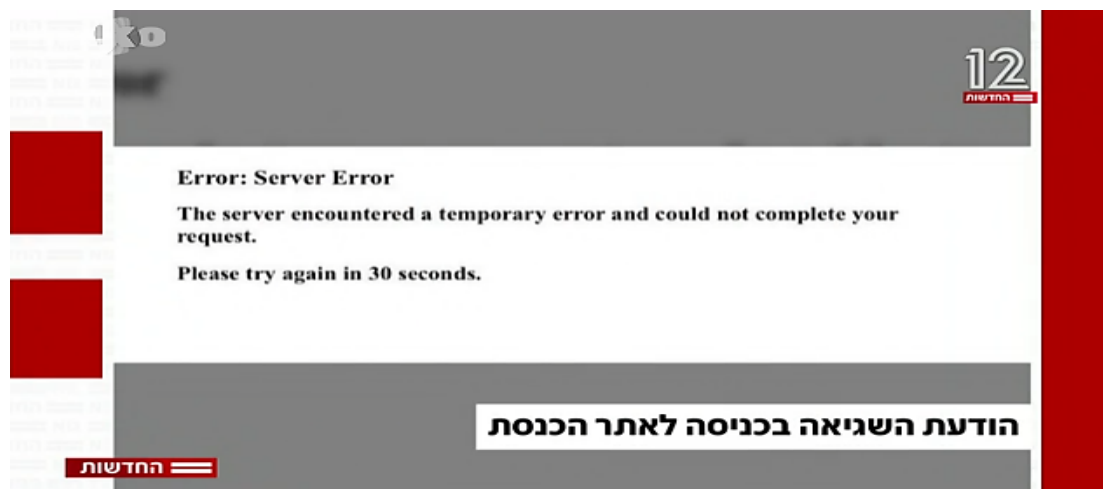 12
החדשות
Error: Server Error
The server encountered a temporary error and could not complete your
request.
Please try again in 30 seconds.
הודעת השגיאה בכניסה לאתר הכנסת
החדשות